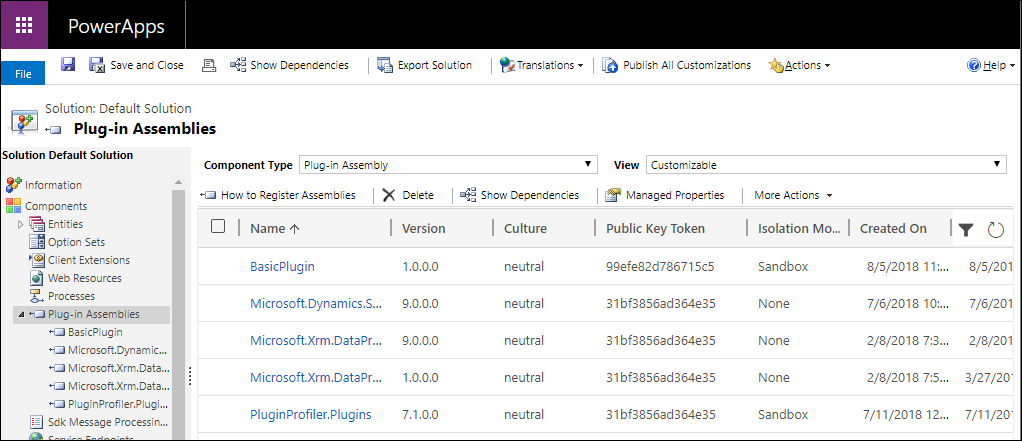 PowerApps
File Save and Close Show Dependencies Export Solution Translations Publish All Customizations Actions Help
Solution: Default Solution
Plug-in Assemblies
Solution Default Solution
Information
Components
Entities
Option Sets
Client Extensions
Web Resources
Processes
Plug-in Assemblies
BasicPlugin
Microsoft.Dynamic...
Microsoft.Xrm.Data...
Microsoft.Xrm.Data...
PluginProfiler.Plugi...
Sdk Message Processin...
Service Endpoints
Component Type Plug-in Assembly View Customizable
How to Register Assemblies Delete Show Dependencies Managed Properties More Actions
Name Version Culture Public Key Token Isolation Mo... Created On
BasicPlugin 1.0.0.0 neutral 99efe82d786715c5 Sandbox 8/5/2018 11:... 8/5/201
Microsoft.Dynamics.S... 9.0.0.0 neutral 31bf3856ad364e35 None 7/6/2018 10:... 7/6/201
Microsoft.Xrm.DataPr... 9.0.0.0 neutral 31bf3856ad364e35 None 2/8/2018 7:3... 2/8/201
Microsoft.Xrm.DataPr... 1.0.0.0 neutral 31bf3856ad364e35 None 2/8/2018 7:5... 3/27/20
PluginProfiler.Plugins 7.1.0.0 neutral 31bf3856ad364e35 Sandbox 7/11/2018 12... 7/11/20